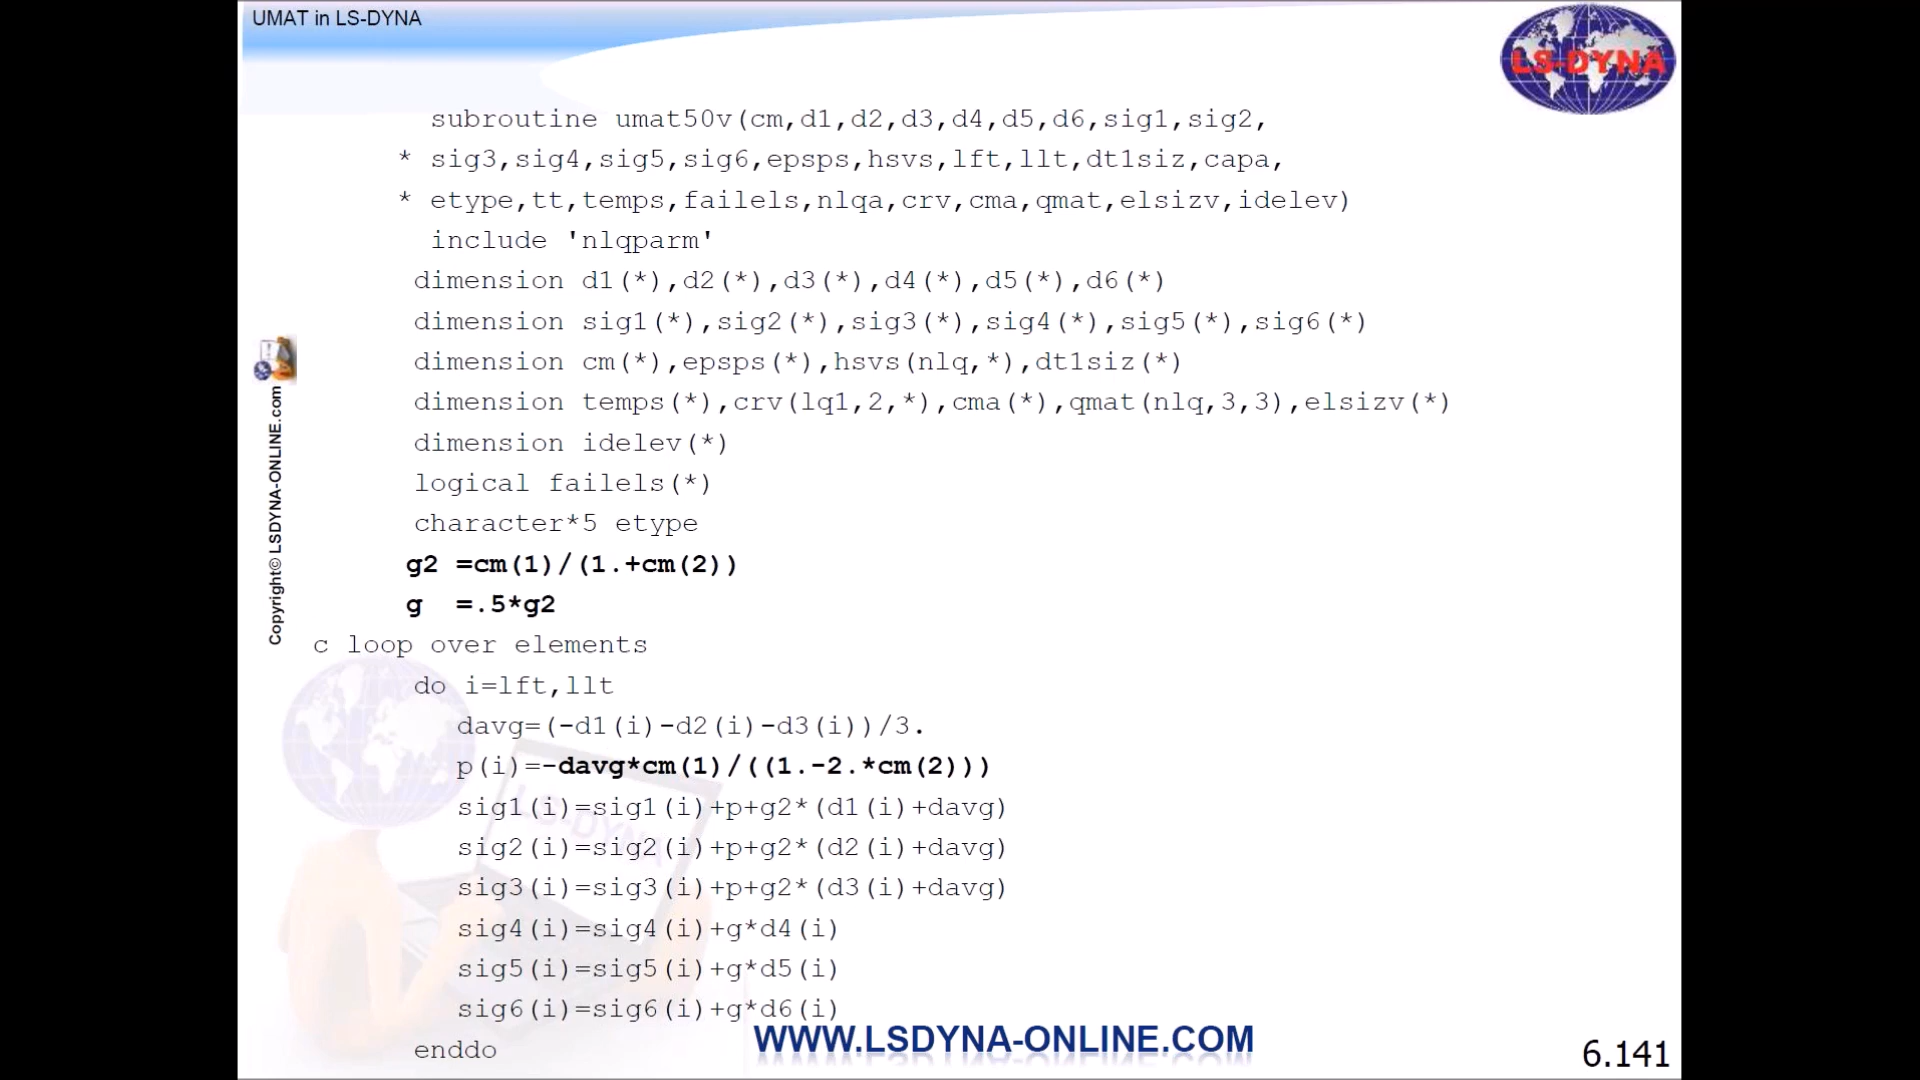 UMAT in LS-DYNA
LS-DYNA
subroutine umat50v(cm,d1,d2,d3,d4,d5,d6,sig1,sig2,
* sig3,sig4,sig5,sig6,epsps,hsvs,lft,llt,dt1siz,capa,
* etype,tt,temps,failels,nlqa,crv,cma,qmat,elsizv,idelev)
include 'nlqparm'
dimension d1(*),d2(*),d3(*),d4(*),d5(*),d6(*)
dimension sig1(*),sig2(*),sig3(*),sig4(*),sig5(*),sig6(*)
dimension cm(*),epsps(*),hsvs(nlq,*),dt1siz(*)
dimension temps(*),crv(lq1,2,*),cma(*),qmat(nlq,3,3),elsizv(*)
dimension idelev(*)
logical failels(*)
character*5 etype
g2 =cm(1)/(1.+cm(2))
g =.5*g2
c loop over elements
do i=lft,llt
davg=(-d1(i)-d2(i)-d3(i))/3.
p(i)=-davg*cm(1)/((1.-2.*cm(2)))
sig1(i)=sig1(i)+p+g2*(d1(i)+davg)
sig2(i)=sig2(i)+p+g2*(d2(i)+davg)
sig3(i)=sig3(i)+p+g2*(d3(i)+davg)
sig4(i)=sig4(i)+g*d4(i)
sig5(i)=sig5(i)+g*d5(i)
sig6(i)=sig6(i)+g*d6(i)
enddo
Copyright© LSDYNA-ONLINE.com
LS-DYNA
WWW.LSDYNA-ONLINE.COM
6.141